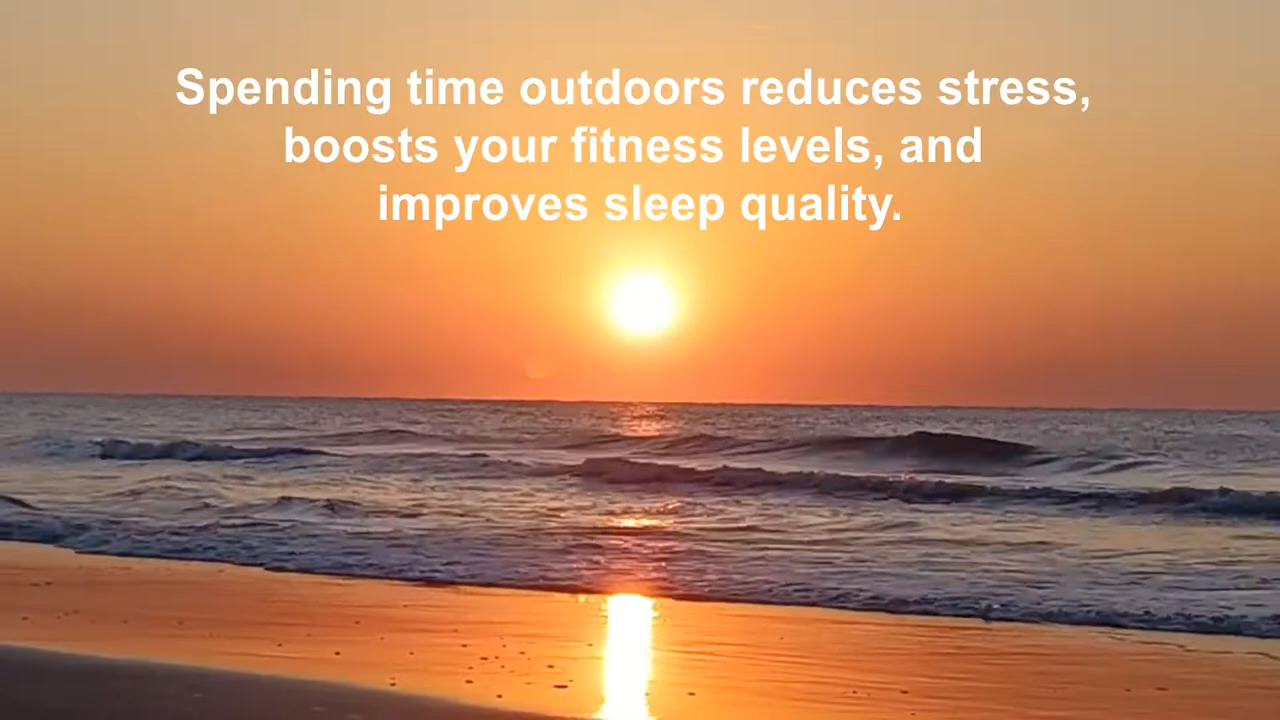 Spending time outdoors reduces stress,
boosts your fitness levels, and
improves sleep quality.